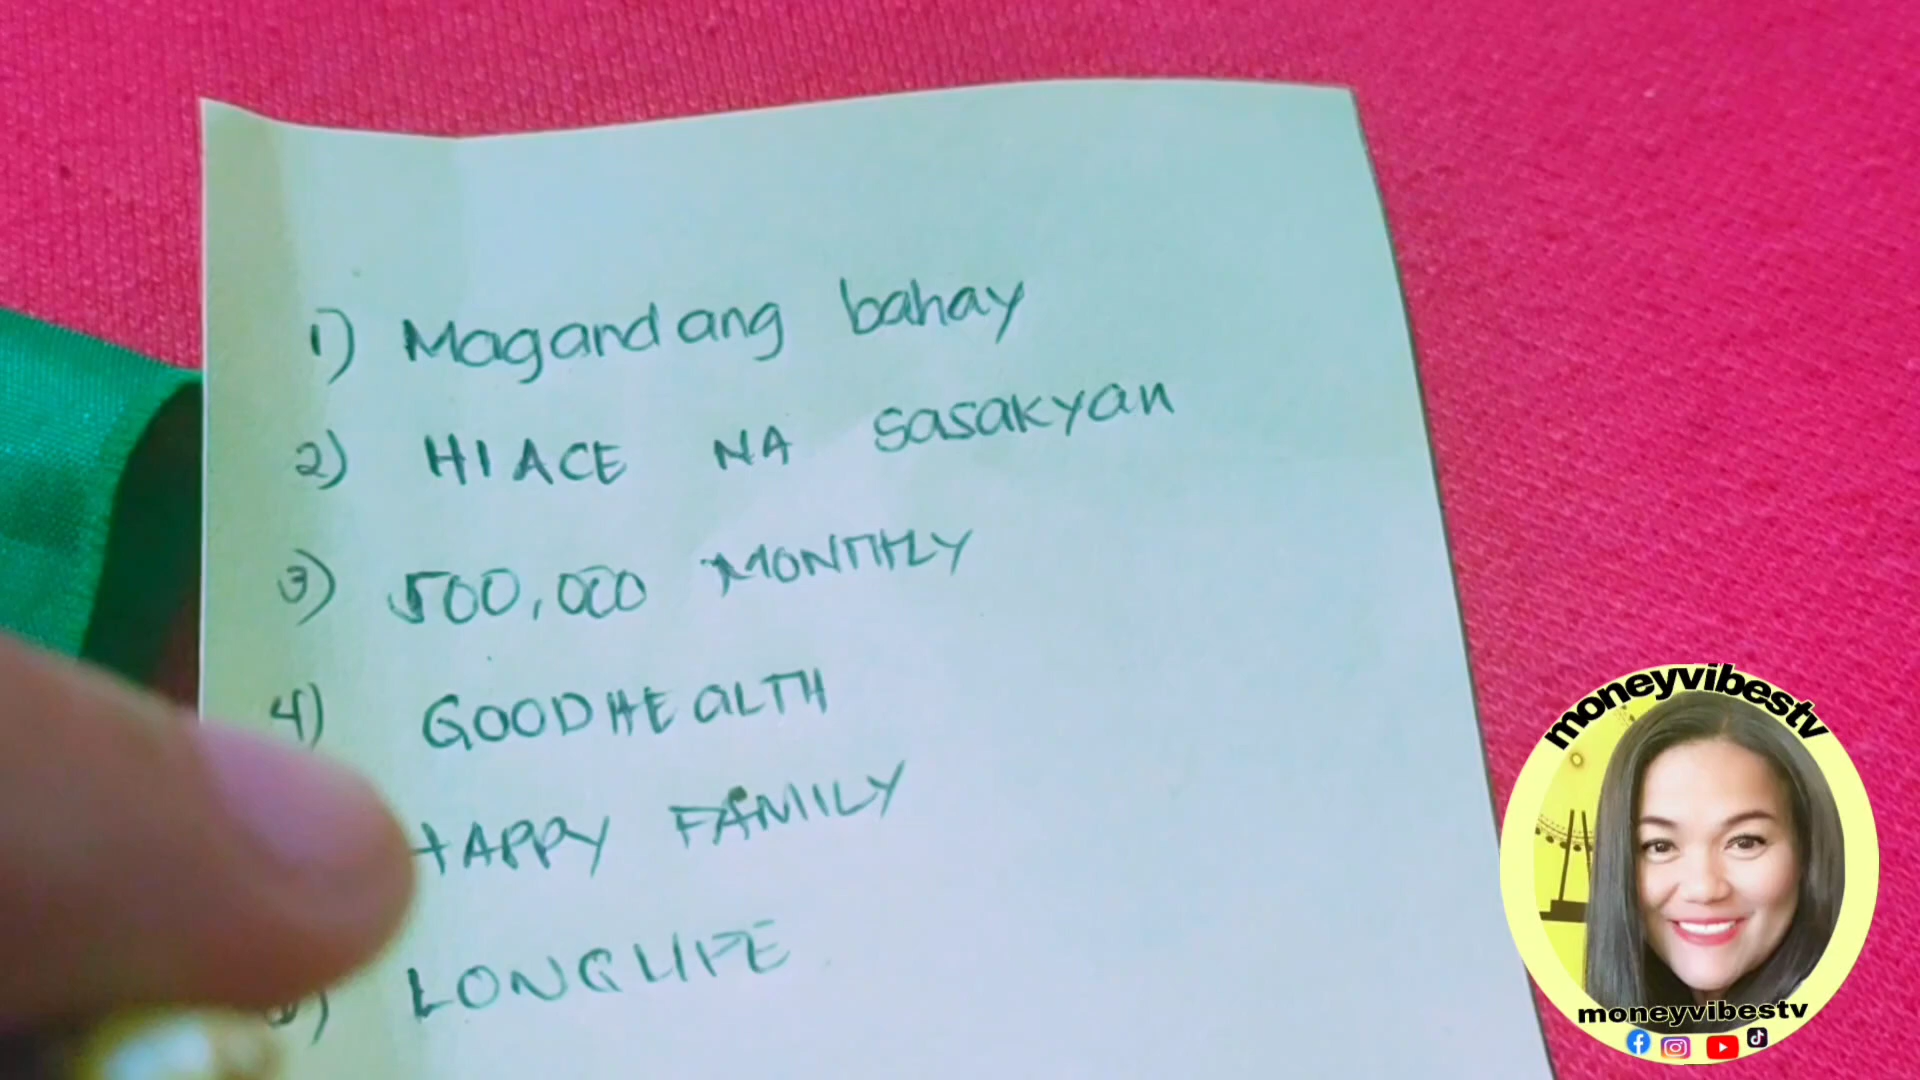 1) Magandang bahay
2) HIACE NA sasakyan
3) 500,000 MONTHLY
4) GOODHEaLTH
HAPPY FAMILY
LONGLIFE
moneyvibestv
moneyvibestv